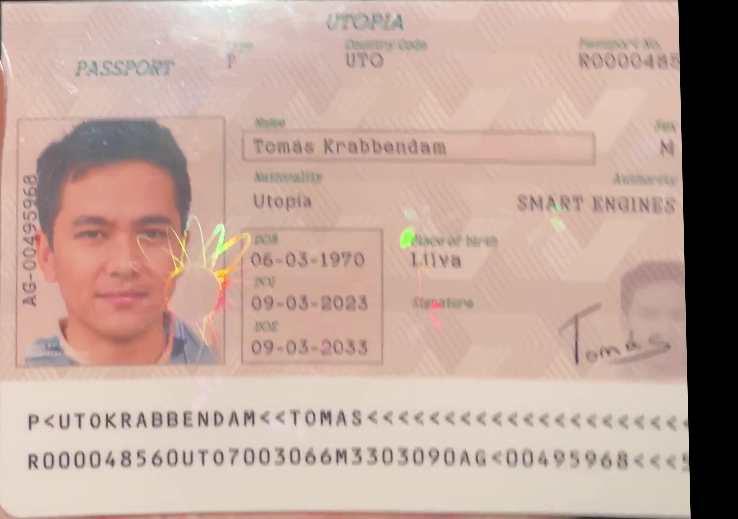 UTOPIA
PASSPORT
Type
P
Country Code
UTO
Passport No.
R0000485
Name
Tomás Krabbendam
Sex
M
Nationality
Utopia
Authority
SMART ENGINES
AG-00495968
DOB
06-03-1970
Place of birth
Liiva
DOI
09-03-2023
Signature
DOE
09-03-2033
Tomás
P<UTOKRABBENDAM<<TOMAS<<<<<<<<<<<<<<<<<<<<<
R000048560UTO7003066M3303090AG<00495968<<<5